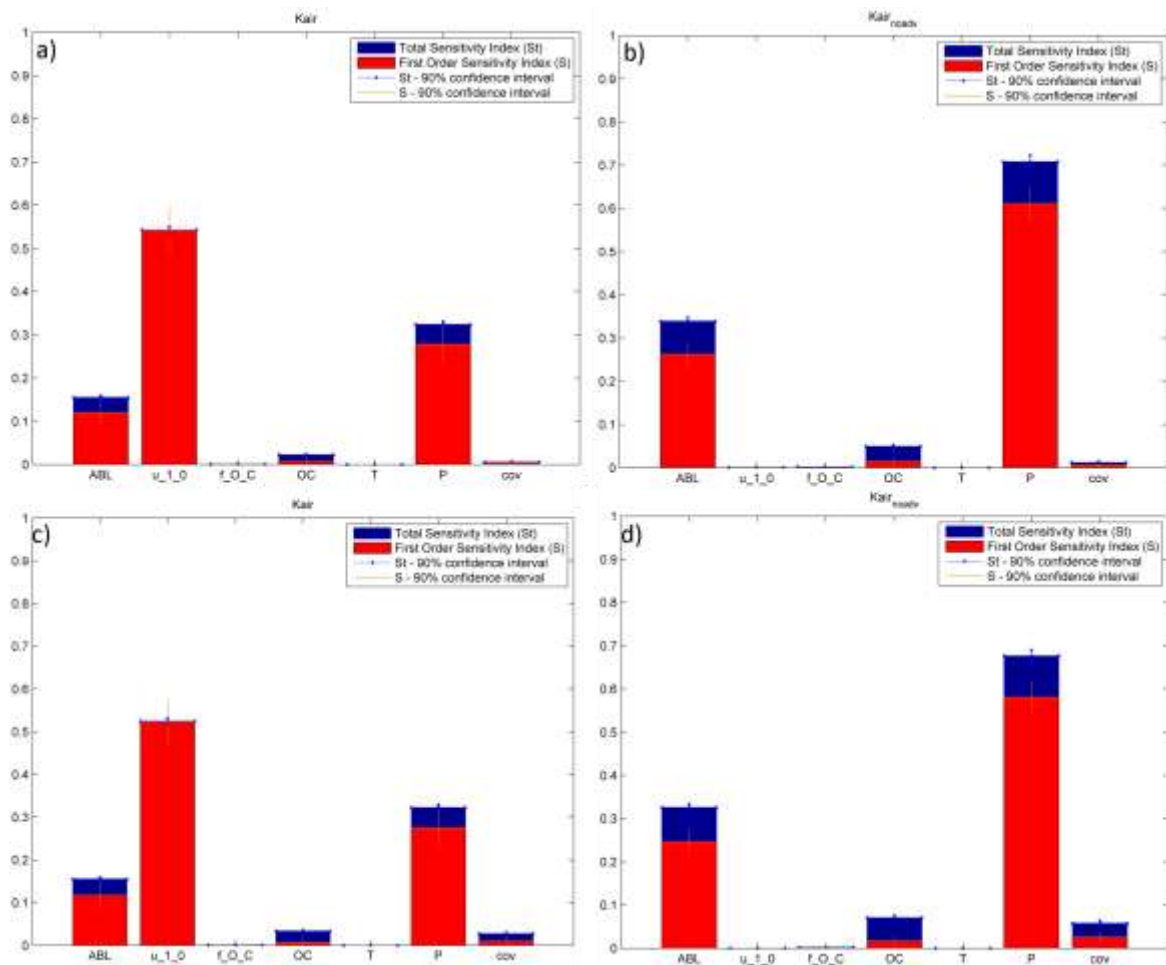 Kair
a)
1
0.9
0.8
0.7
0.6
0.5
0.4
0.3
0.2
0.1
0
Total Sensitivity Index (St)
First Order Sensitivity Index (S)
St - 90% confidence interval
S - 90% confidence interval
ABL u_1_0 f_O_C OC T P cov
Kair_noadv
b)
1
0.9
0.8
0.7
0.6
0.5
0.4
0.3
0.2
0.1
0
Total Sensitivity Index (St)
First Order Sensitivity Index (S)
St - 90% confidence interval
S - 90% confidence interval
ABL u_1_0 f_O_C OC T P cov
Kair
c)
1
0.9
0.8
0.7
0.6
0.5
0.4
0.3
0.2
0.1
0
Total Sensitivity Index (St)
First Order Sensitivity Index (S)
St - 90% confidence interval
S - 90% confidence interval
ABL u_1_0 f_O_C OC T P cov
Kair_noadv
d)
1
0.9
0.8
0.7
0.6
0.5
0.4
0.3
0.2
0.1
0
Total Sensitivity Index (St)
First Order Sensitivity Index (S)
St - 90% confidence interval
S - 90% confidence interval
ABL u_1_0 f_O_C OC T P cov